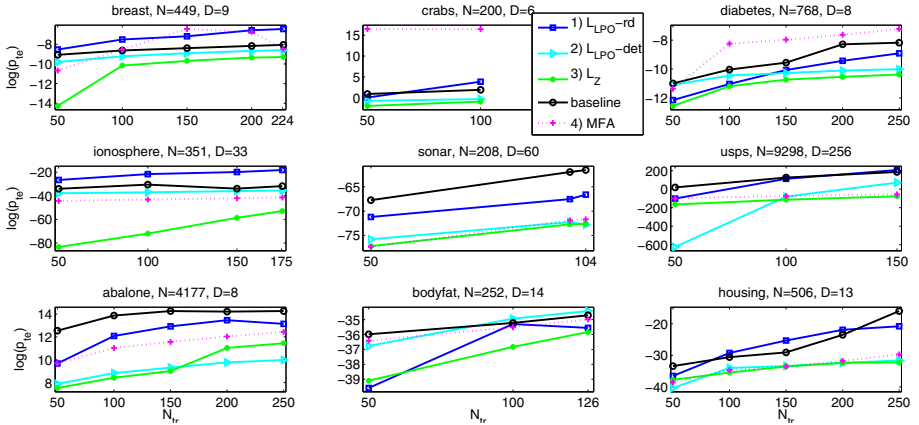 breast, N=449, D=9
crabs, N=200, D=6
diabetes, N=768, D=8
log(p_te)
-8
-10
-12
-14
50 100 150 200 224
15
10
5
0
50 100
1) L_LPO-rd
2) L_LPO-det
3) L_Z
baseline
4) MFA
-8
-10
-12
50 100 150 200 250
ionosphere, N=351, D=33
sonar, N=208, D=60
usps, N=9298, D=256
log(p_te)
-20
-40
-60
-80
50 100 150 175
-65
-70
-75
50 104
200
0
-200
-400
-600
50 100 150
abalone, N=4177, D=8
bodyfat, N=252, D=14
housing, N=506, D=13
log(p_te)
14
12
10
8
50 100 150 200 250
N_tr
-35
-36
-37
-38
-39
50 100 126
N_tr
-20
-30
-40
50 100 150 200 250
N_tr